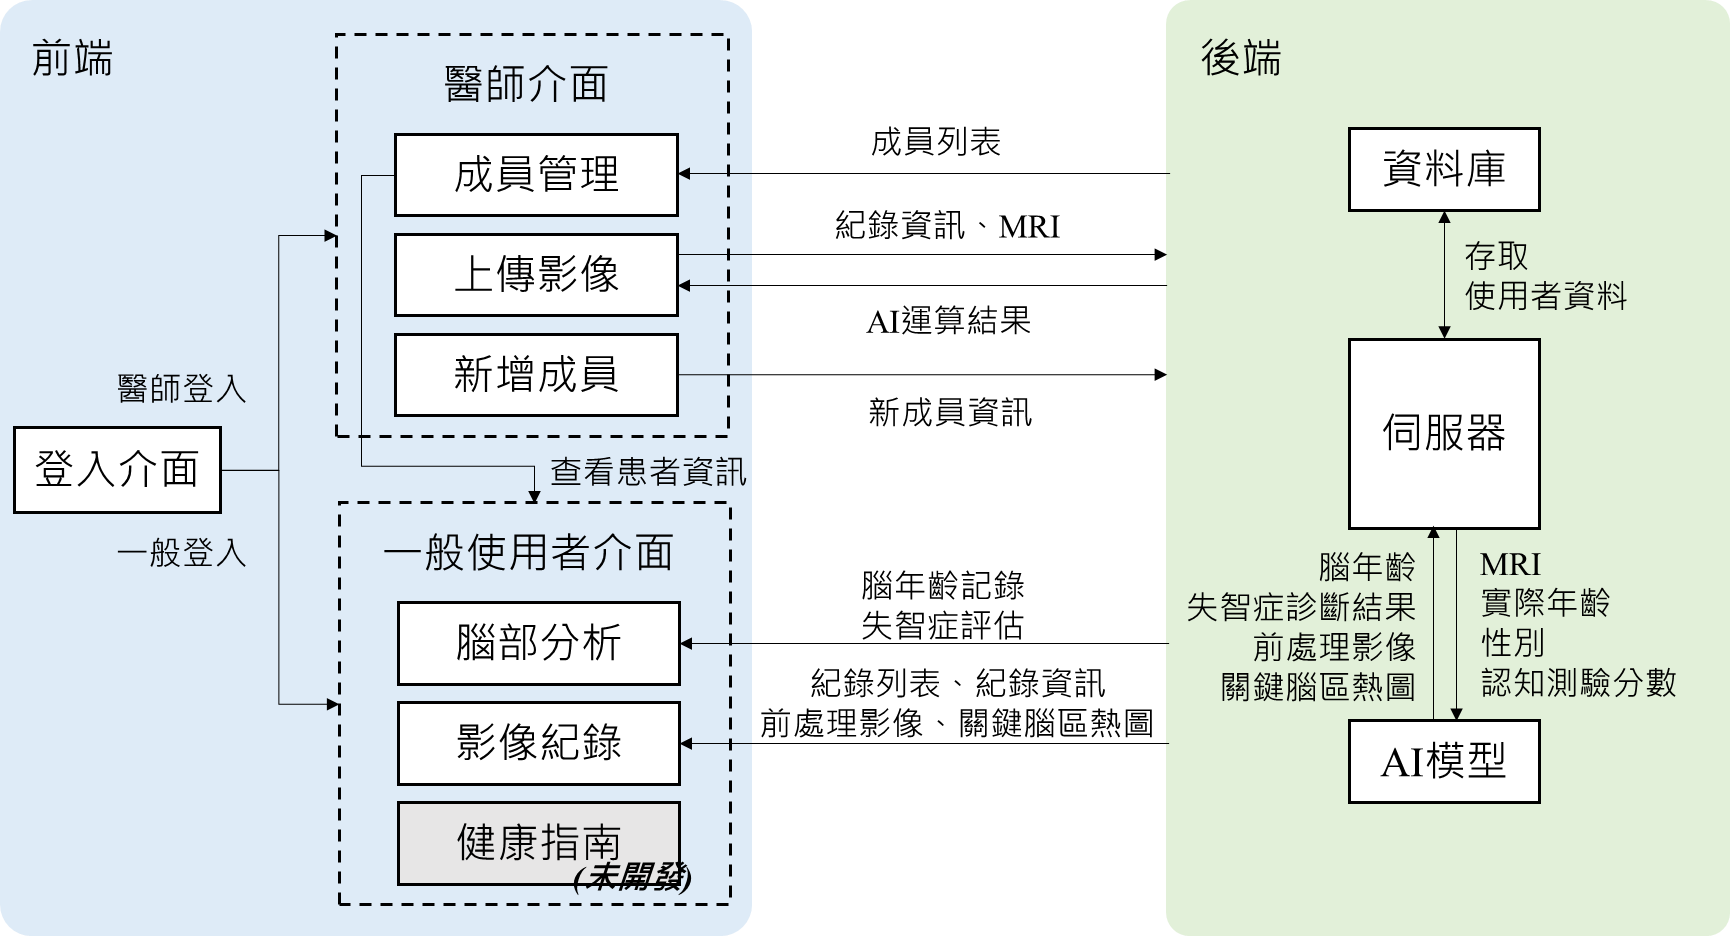 前端
醫師介面
成員管理
上傳影像
新增成員
醫師登入
登入介面
一般登入
查看患者資訊
一般使用者介面
腦部分析
影像紀錄
健康指南
(未開發)
成員列表
紀錄資訊、MRI
AI運算結果
新成員資訊
腦年齡記錄
失智症評估
紀錄列表、紀錄資訊
前處理影像、關鍵腦區熱圖
後端
資料庫
存取
使用者資料
伺服器
腦年齡
失智症診斷結果
前處理影像
關鍵腦區熱圖
MRI
實際年齡
性別
認知測驗分數
AI模型